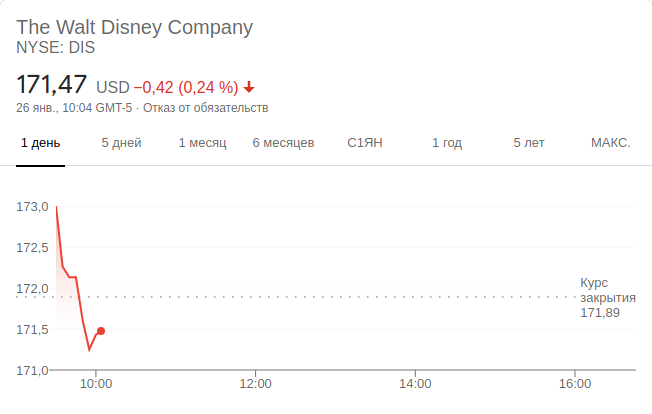 The Walt Disney Company
NYSE: DIS
171,47 USD −0,42 (0,24 %)
26 янв., 10:04 GMT-5 · Отказ от обязательств
1 день 5 дней 1 месяц 6 месяцев С1ЯН 1 год 5 лет МАКС.
173,0
172,5
172,0
171,5
171,0
Курс
закрытия
171,89
10:00 12:00 14:00 16:00